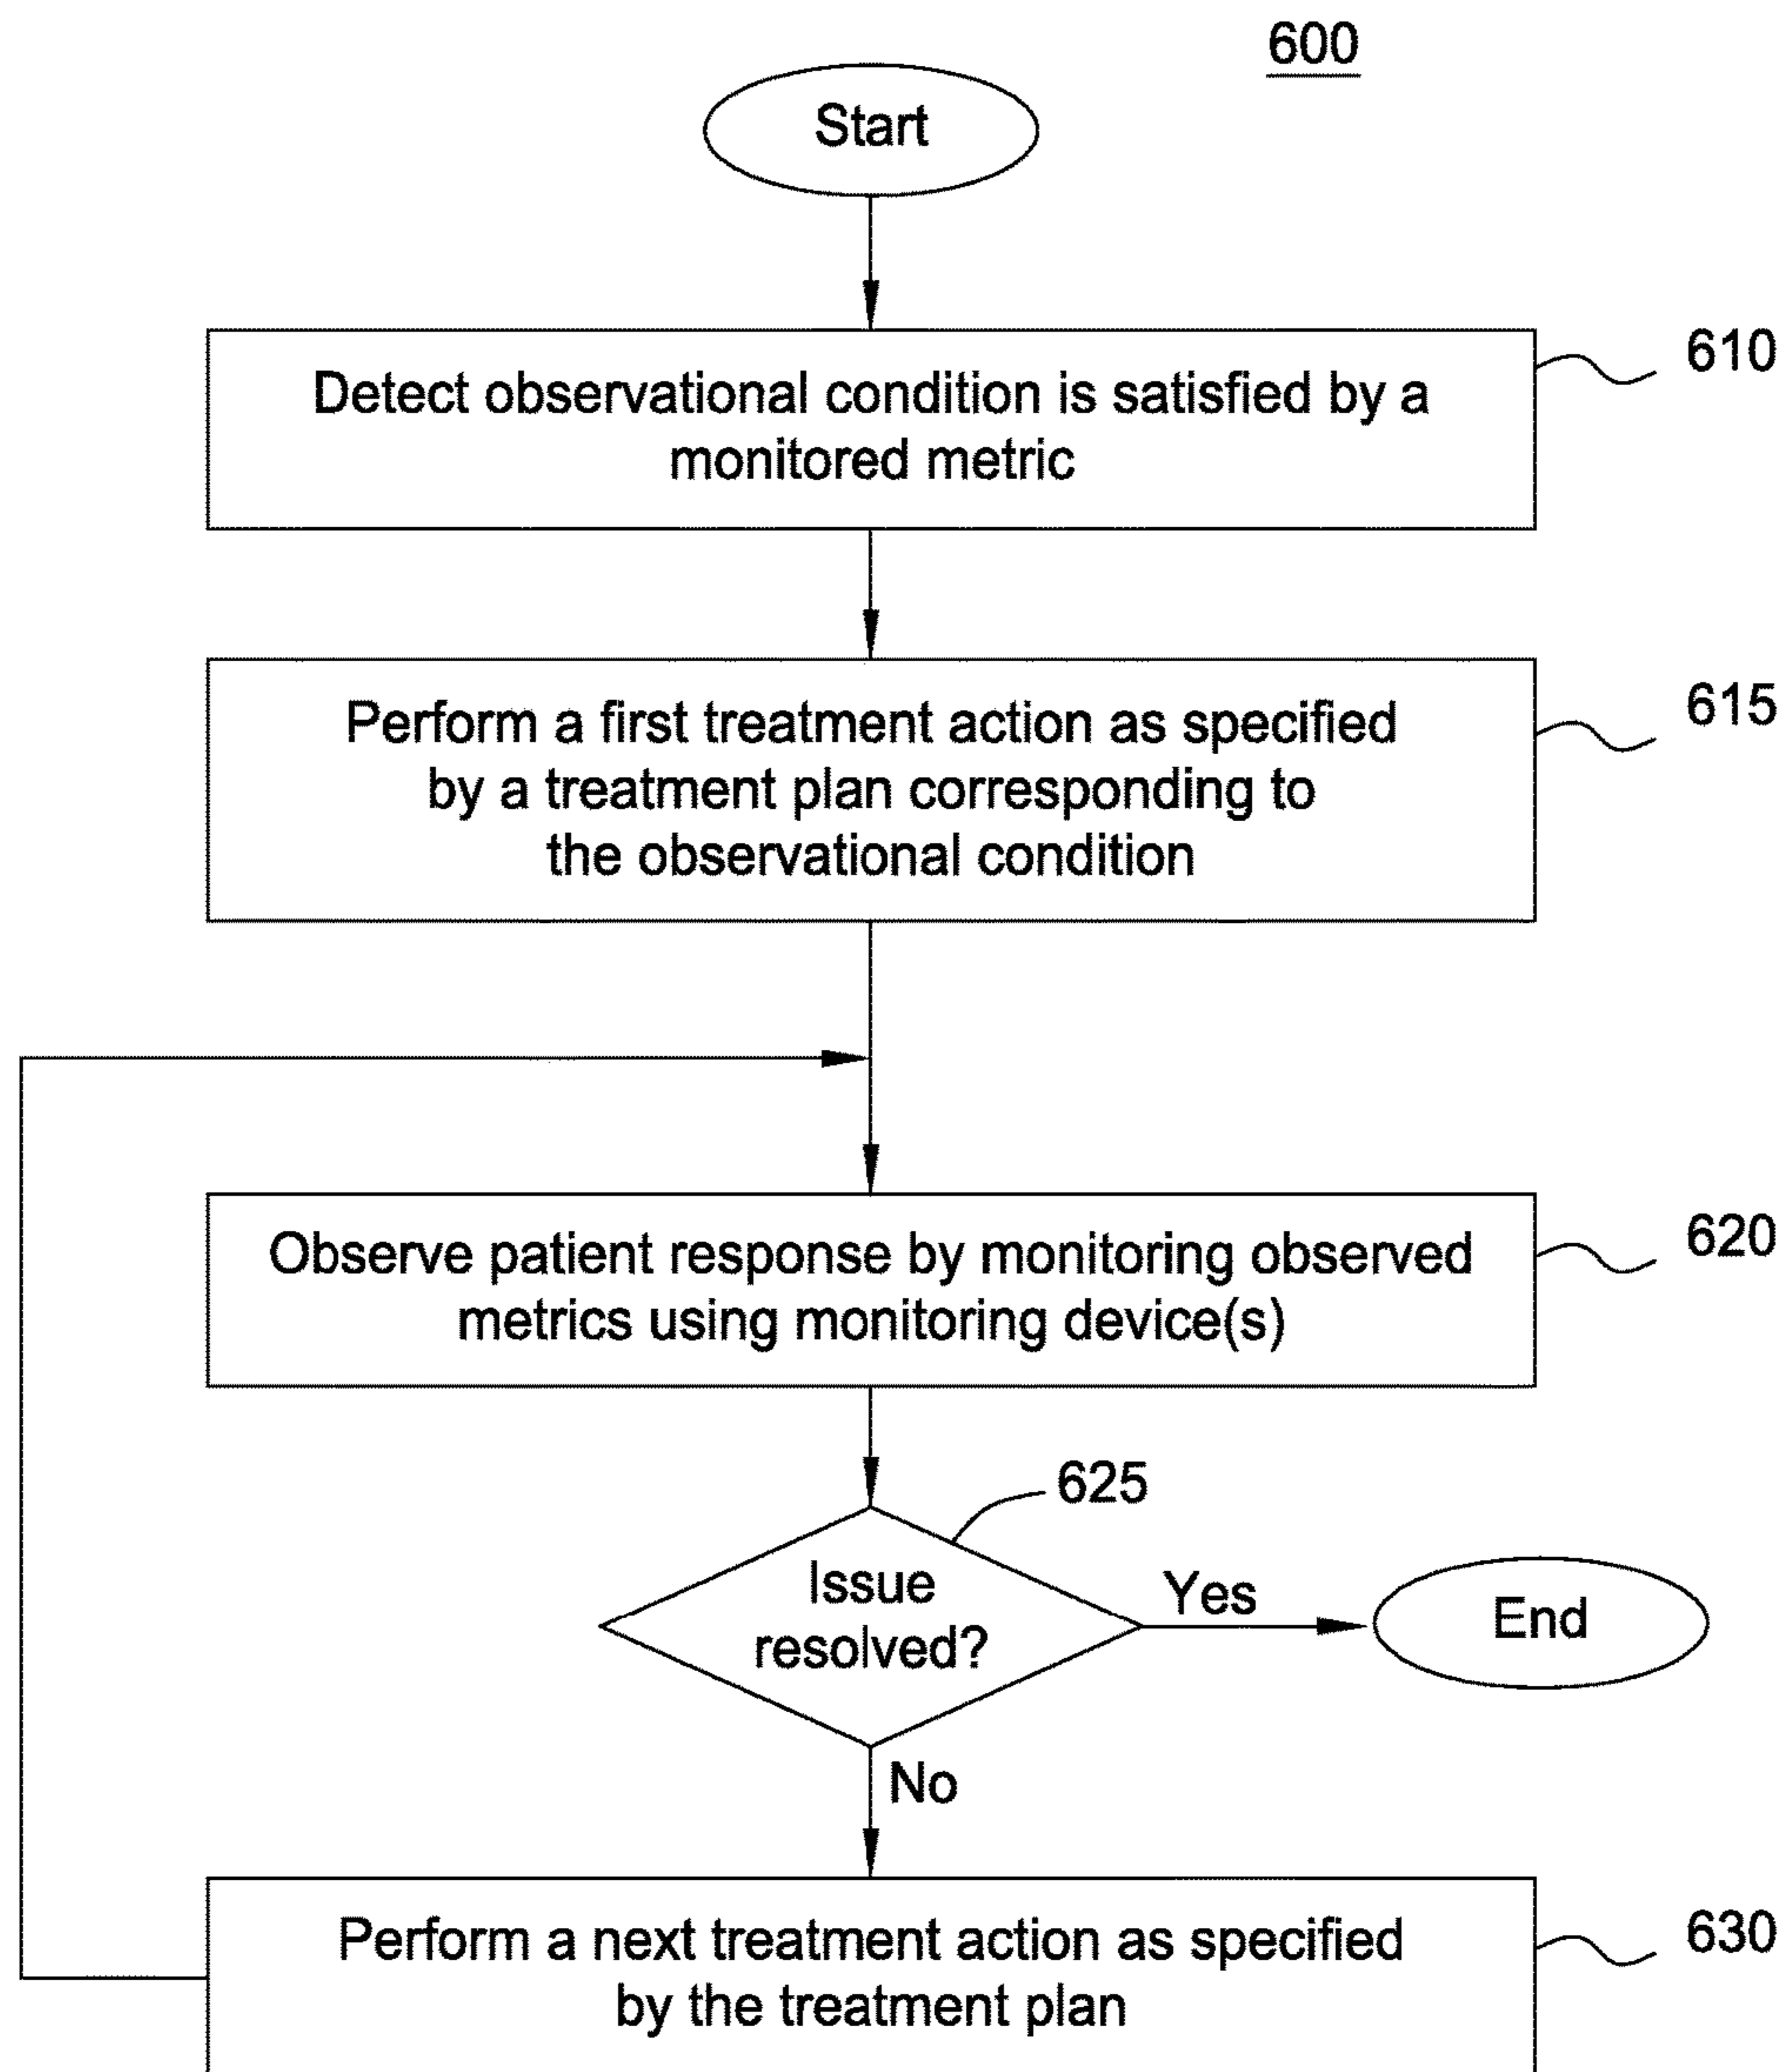 600
Start
610
Detect observational condition is satisfied by a
monitored metric
615
Perform a first treatment action as specified
by a treatment plan corresponding to
the observational condition
620
Observe patient response by monitoring observed
metrics using monitoring device(s)
625
Issue
resolved?
Yes
End
No
630
Perform a next treatment action as specified
by the treatment plan